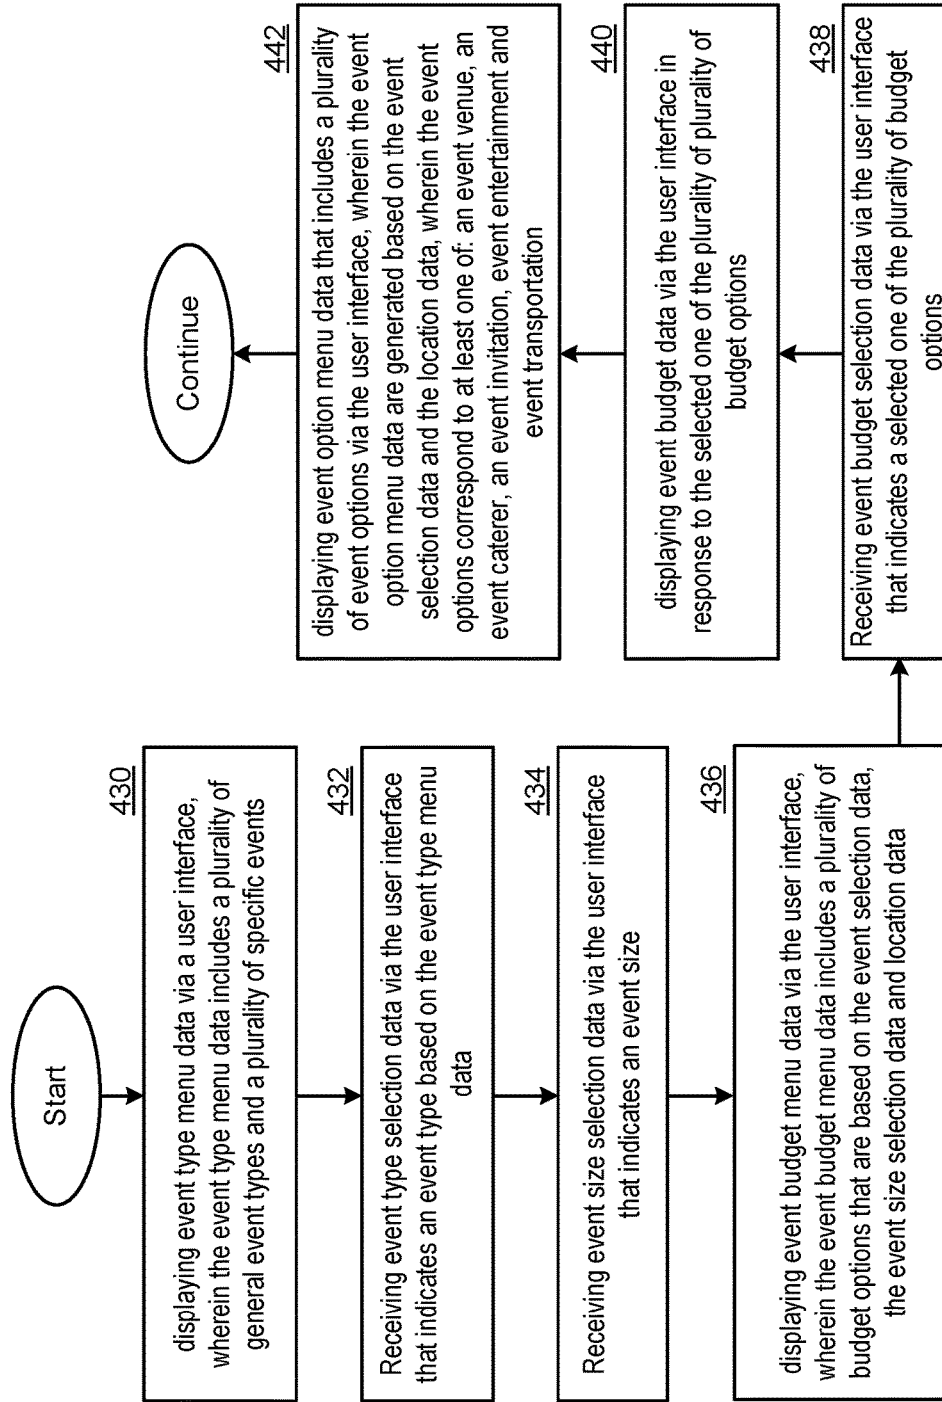 Start
430
displaying event type menu data via a user interface,
wherein the event type menu data includes a plurality of
general event types and a plurality of specific events
432
Receiving event type selection data via the user interface
that indicates an event type based on the event type menu
data
434
Receiving event size selection data via the user interface
that indicates an event size
436
displaying event budget menu data via the user interface,
wherein the event budget menu data includes a plurality of
budget options that are based on the event selection data,
the event size selection data and location data
438
Receiving event budget selection data via the user interface
that indicates a selected one of the plurality of budget
options
440
displaying event budget data via the user interface in
response to the selected one of the plurality of plurality of
budget options
442
displaying event option menu data that includes a plurality
of event options via the user interface, wherein the event
option menu data are generated based on the event
selection data and the location data, wherein the event
options correspond to at least one of: an event venue, an
event caterer, an event invitation, event entertainment and
event transportation
Continue